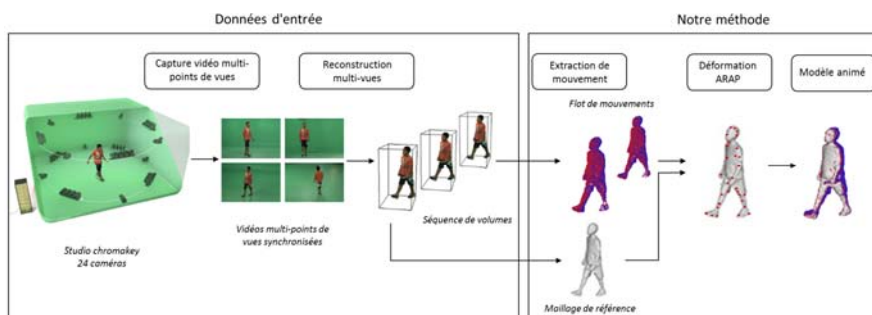 Données d'entrée
Notre méthode
Capture vidéo multi-
points de vues
Reconstruction
multi-vues
Extraction de
mouvement
Déformation
ARAP
Modèle animé
Flot de mouvements
Séquence de volumes
Vidéos multi-points de
vues synchronisées
Studio chromakey
24 caméras
Maillage de référence